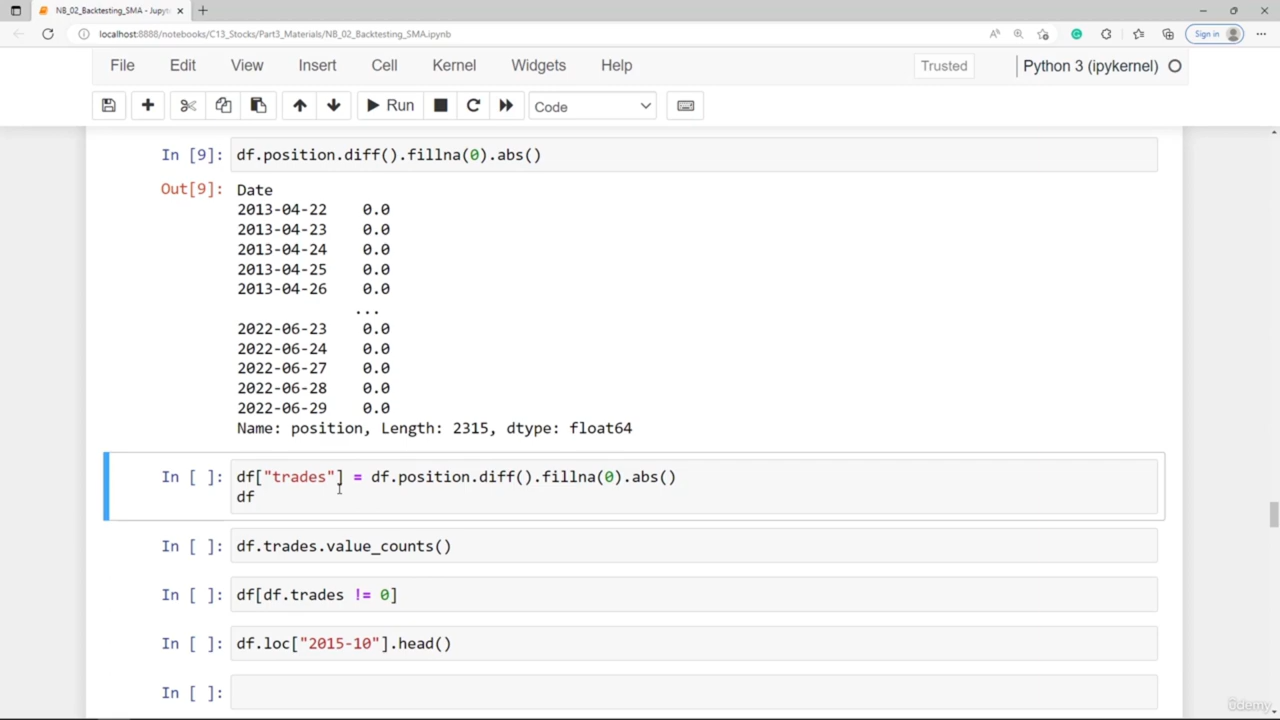 NB_02_Backtesting_SMA - Jupyt
localhost:8888/notebooks/C13_Stocks/Part3_Materials/NB_02_Backtesting_SMA.ipynb
Sign in
File Edit View Insert Cell Kernel Widgets Help
Trusted
Python 3 (ipykernel)
Run
Code
In [9]: df.position.diff().fillna(0).abs()
Out[9]: Date
2013-04-22 0.0
2013-04-23 0.0
2013-04-24 0.0
2013-04-25 0.0
2013-04-26 0.0
...
2022-06-23 0.0
2022-06-24 0.0
2022-06-27 0.0
2022-06-28 0.0
2022-06-29 0.0
Name: position, Length: 2315, dtype: float64
In [ ]: df["trades"] = df.position.diff().fillna(0).abs()
df
In [ ]: df.trades.value_counts()
In [ ]: df[df.trades != 0]
In [ ]: df.loc["2015-10"].head()
In [ ]:
ûdemy